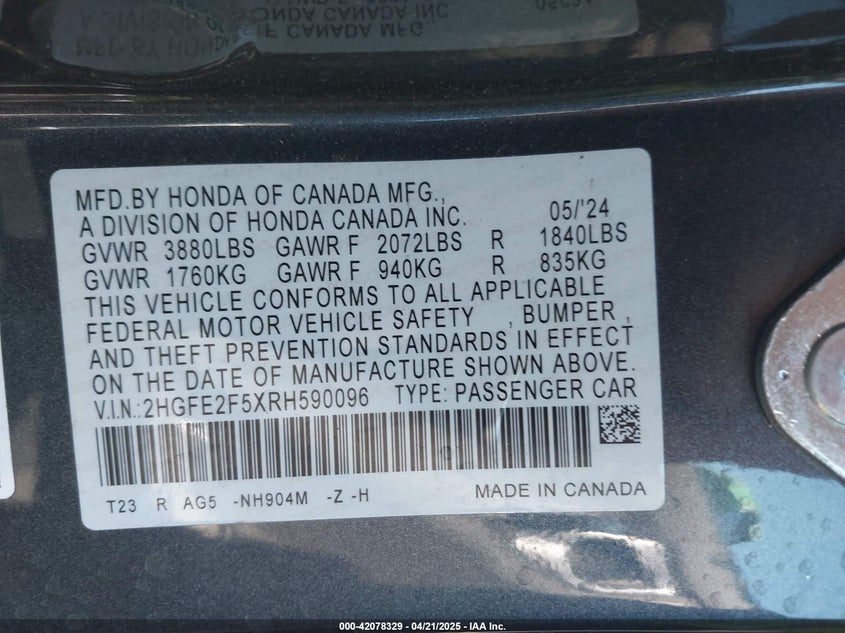 MFD.BY HONDA OF CANADA MFG.,
A DIVISION OF HONDA CANADA INC. 05/'24
GVWR 3880LBS GAWR F 2072LBS R 1840LBS
GVWR 1760KG GAWR F 940KG R 835KG
THIS VEHICLE CONFORMS TO ALL APPLICABLE
FEDERAL MOTOR VEHICLE SAFETY , BUMPER ,
AND THEFT PREVENTION STANDARDS IN EFFECT
ON THE DATE OF MANUFACTURE SHOWN ABOVE.
V.I.N.: 2HGFE2F5XRH590096 TYPE: PASSENGER CAR
T23 R AG5 -NH904M -Z -H MADE IN CANADA
000-42078329 - 04/21/2025 - IAA Inc.